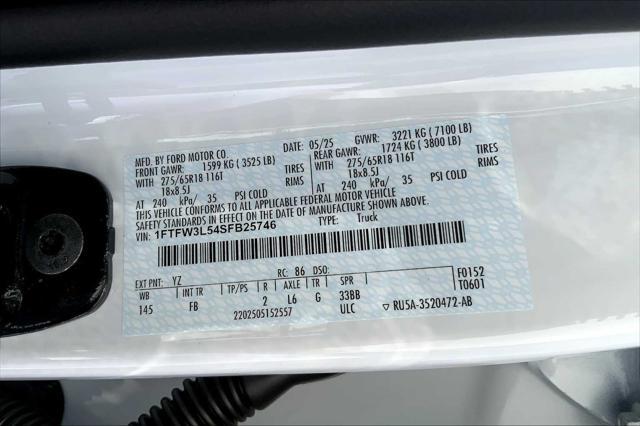 MFD. BY FORD MOTOR CO. DATE: 05/25 GVWR: 3221 KG ( 7100 LB)
FRONT GAWR: 1599 KG ( 3525 LB) REAR GAWR: 1724 KG ( 3800 LB)
WITH 275/65R18 116T TIRES WITH 275/65R18 116T TIRES
18x8.5J RIMS 18x8.5J RIMS
AT 240 kPa/ 35 PSI COLD AT 240 kPa/ 35 PSI COLD
THIS VEHICLE CONFORMS TO ALL APPLICABLE FEDERAL MOTOR VEHICLE
SAFETY STANDARDS IN EFFECT ON THE DATE OF MANUFACTURE SHOWN ABOVE.
1FTFW3L54SFB25746 TYPE: Truck
EXT PNT: YZ RC: 86 DSO:
WB INT TR TP/PS R AXLE TR SPR F0152
145 FB 2 L6 G 33BB T0601
2202505152557 ULC ▽ RU5A-3520472-AB